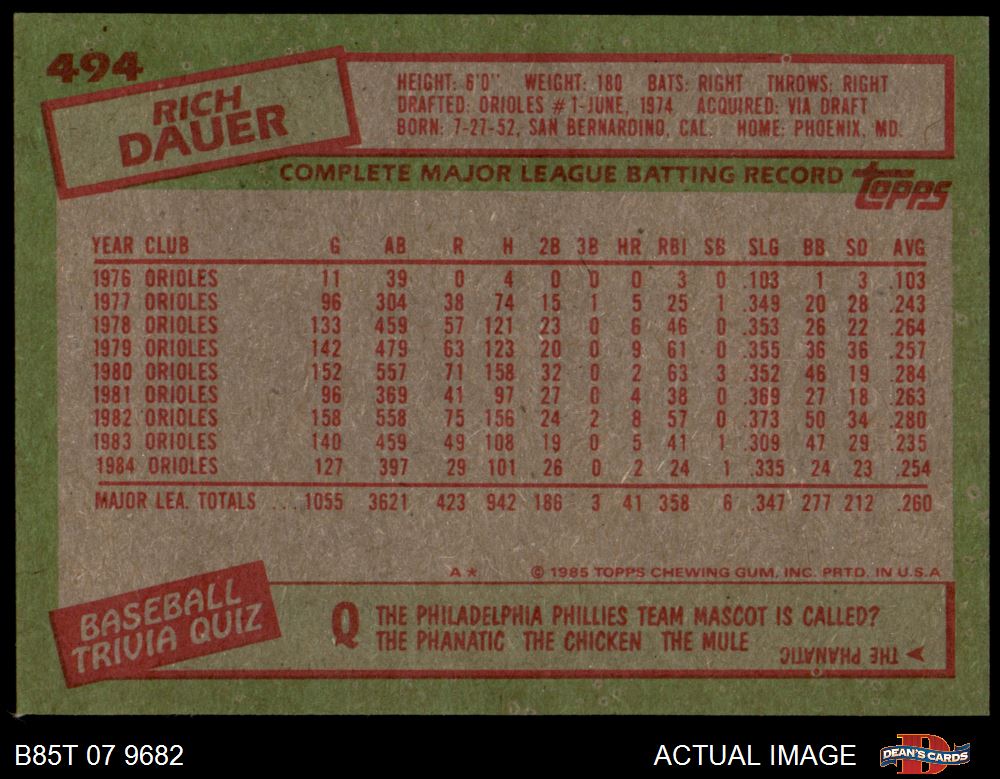 494
RICH
DAUER
HEIGHT: 6'0" WEIGHT: 180 BATS: RIGHT THROWS: RIGHT
DRAFTED: ORIOLES #1-JUNE, 1974 ACQUIRED: VIA DRAFT
BORN: 7-27-52, SAN BERNARDINO, CAL. HOME: PHOENIX, MD.
COMPLETE MAJOR LEAGUE BATTING RECORD
topps
YEAR CLUB G AB R H 2B 3B HR RBI SB SLG BB SO AVG
1976 ORIOLES 11 39 0 4 0 0 0 3 0 .103 1 3 .103
1977 ORIOLES 96 304 38 74 15 1 5 25 1 .349 20 28 .243
1978 ORIOLES 133 459 57 121 23 0 6 46 0 .353 26 22 .264
1979 ORIOLES 142 479 63 123 20 0 9 61 0 .355 36 36 .257
1980 ORIOLES 152 557 71 158 32 0 2 63 3 .352 46 19 .284
1981 ORIOLES 96 369 41 97 27 0 4 38 0 .369 27 18 .263
1982 ORIOLES 158 558 75 156 24 2 8 57 0 .373 50 34 .280
1983 ORIOLES 140 459 49 108 19 0 5 41 1 .309 47 29 .235
1984 ORIOLES 127 397 29 101 26 0 2 24 1 .335 24 23 .254
MAJOR LEA. TOTALS ... 1055 3621 423 942 186 3 41 358 6 .347 277 212 .260
A* © 1985 TOPPS CHEWING GUM, INC. PRTD. IN U.S.A
BASEBALL
TRIVIA QUIZ
Q THE PHILADELPHIA PHILLIES TEAM MASCOT IS CALLED?
THE PHANATIC THE CHICKEN THE MULE
THE PHANATIC
B85T 07 9682
ACTUAL IMAGE
DEAN'S CARDS